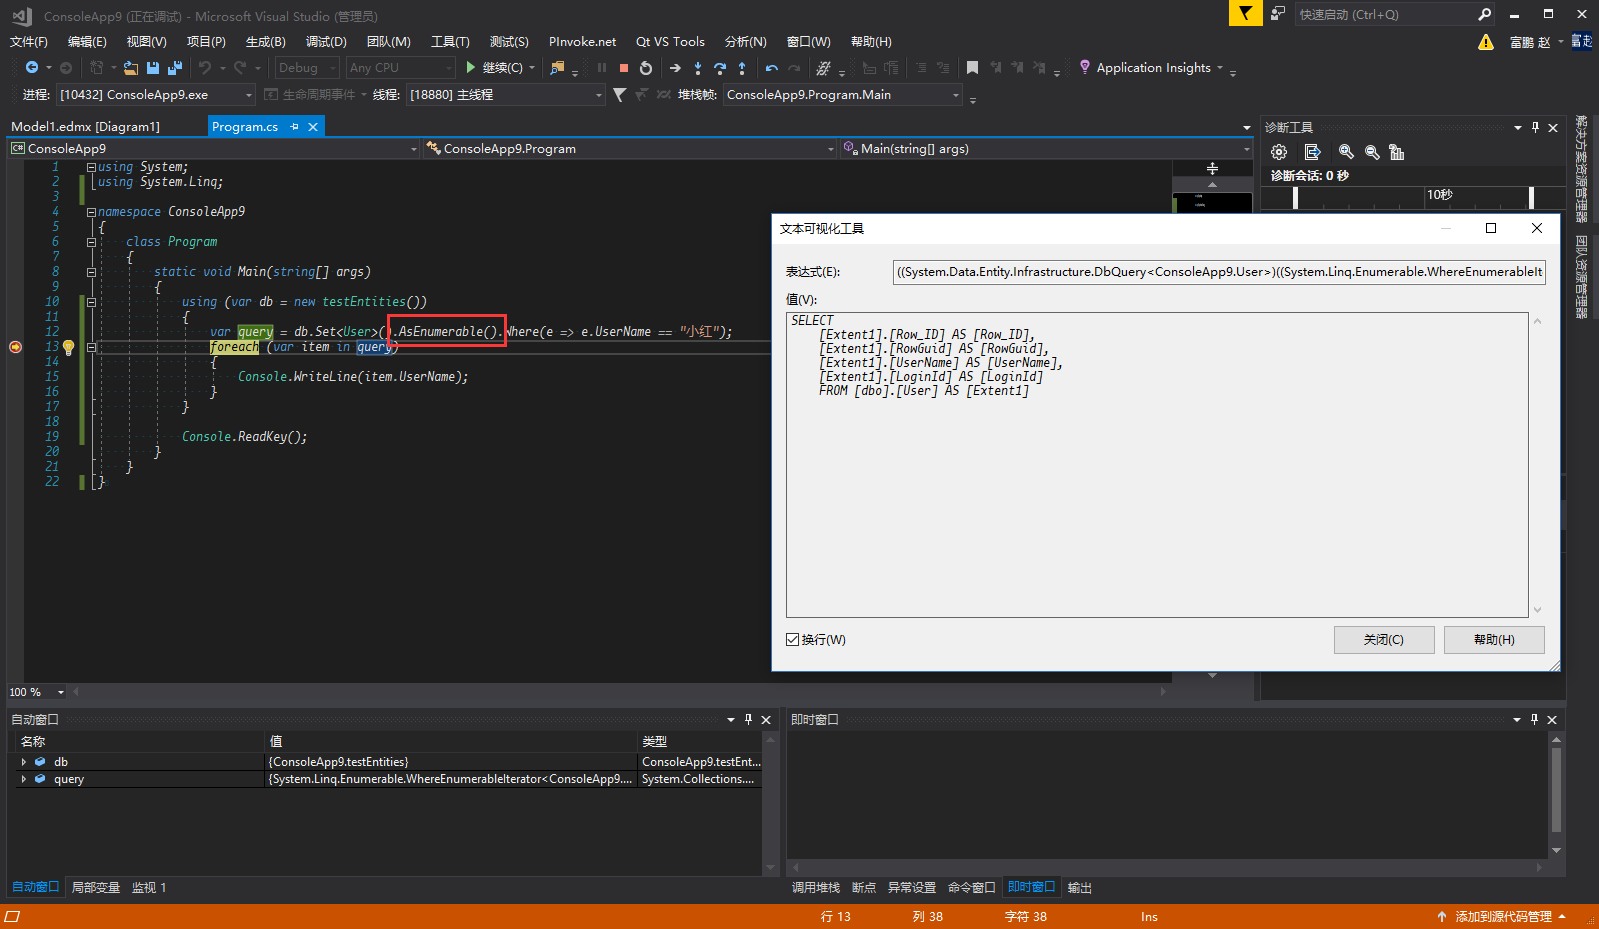 ConsoleApp9 (正在调试) - Microsoft Visual Studio (管理员)
快速启动 (Ctrl+Q)
文件(F) 编辑(E) 视图(V) 项目(P) 生成(B) 调试(D) 团队(M) 工具(T) 测试(S) PInvoke.net Qt VS Tools 分析(N) 窗口(W) 帮助(H)
富鹏 赵
富赵
Debug Any CPU 继续(C) Application Insights
进程: [10432] ConsoleApp9.exe 生命周期事件 线程: [18880] 主线程 堆栈帧: ConsoleApp9.Program.Main
Model1.edmx [Diagram1] Program.cs
ConsoleApp9 ConsoleApp9.Program Main(string[] args)
1 using System;
2 using System.Linq;
3
4 namespace ConsoleApp9
5 {
6 class Program
7 {
8 static void Main(string[] args)
9 {
10 using (var db = new testEntities())
11 {
12 var query = db.Set<User>().AsEnumerable().Where(e => e.UserName == "小红");
13 foreach (var item in query)
14 {
15 Console.WriteLine(item.UserName);
16 }
17 }
18
19 Console.ReadKey();
20 }
21 }
22 }
100 %
诊断工具
诊断会话: 0 秒
10秒
解决方案资源管理器
团队资源管理器
文本可视化工具
表达式(E): ((System.Data.Entity.Infrastructure.DbQuery<ConsoleApp9.User>)((System.Linq.Enumerable.WhereEnumerableIt
值(V):
SELECT
[Extent1].[Row_ID] AS [Row_ID],
[Extent1].[RowGuid] AS [RowGuid],
[Extent1].[UserName] AS [UserName],
[Extent1].[LoginId] AS [LoginId]
FROM [dbo].[User] AS [Extent1]
换行(W) 关闭(C) 帮助(H)
自动窗口
名称 值 类型
db {ConsoleApp9.testEntities} ConsoleApp9.testEnt...
query {System.Linq.Enumerable.WhereEnumerableIterator<ConsoleApp9.... System.Collections....
自动窗口 局部变量 监视 1
即时窗口
调用堆栈 断点 异常设置 命令窗口 即时窗口 输出
行 13 列 38 字符 38 Ins 添加到源代码管理